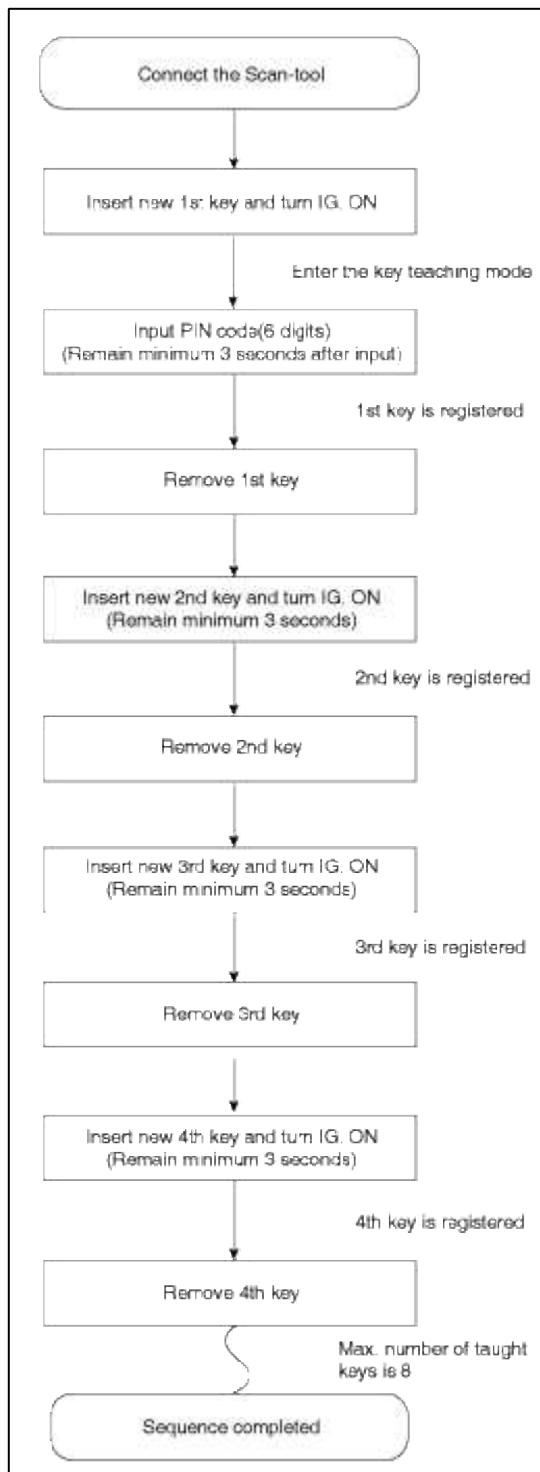 Connect the Scan-tool
Insert new 1st key and turn IG. ON
Enter the key teaching mode
Input PIN code(6 digits)
(Remain minimum 3 seconds after input)
1st key is registered
Remove 1st key
Insert new 2nd key and turn IG. ON
(Remain minimum 3 seconds)
2nd key is registered
Remove 2nd key
Insert new 3rd key and turn IG. ON
(Remain minimum 3 seconds)
3rd key is registered
Remove 3rd key
Insert new 4th key and turn IG. ON
(Remain minimum 3 seconds)
4th key is registered
Remove 4th key
Max. number of taught
keys is 8
Sequence completed